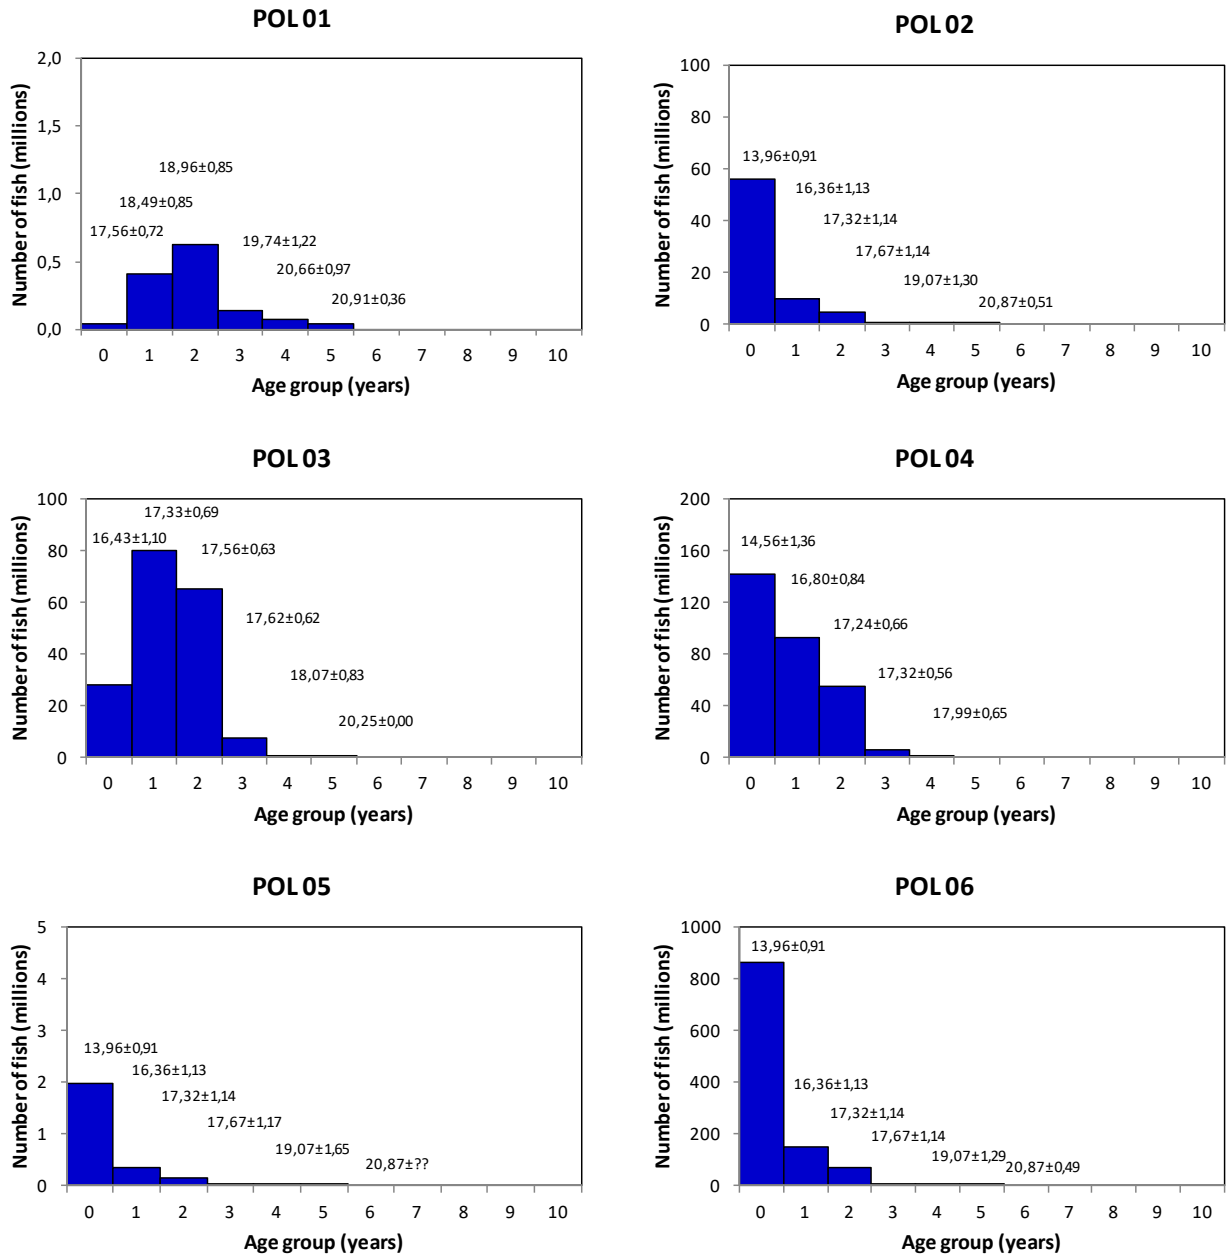 POL 01
Number of fish (millions)
2,0
1,5
1,0
0,5
0,0
17,56±0,72
18,49±0,85
18,96±0,85
19,74±1,22
20,66±0,97
20,91±0,36
0 1 2 3 4 5 6 7 8 9 10
Age group (years)
POL 02
Number of fish (millions)
100
80
60
40
20
0
13,96±0,91
16,36±1,13
17,32±1,14
17,67±1,14
19,07±1,30
20,87±0,51
0 1 2 3 4 5 6 7 8 9 10
Age group (years)
POL 03
Number of fish (millions)
100
80
60
40
20
0
16,43±1,10
17,33±0,69
17,56±0,63
17,62±0,62
18,07±0,83
20,25±0,00
0 1 2 3 4 5 6 7 8 9 10
Age group (years)
POL 04
Number of fish (millions)
200
160
120
80
40
0
14,56±1,36
16,80±0,84
17,24±0,66
17,32±0,56
17,99±0,65
0 1 2 3 4 5 6 7 8 9 10
Age group (years)
POL 05
Number of fish (millions)
5
4
3
2
1
0
13,96±0,91
16,36±1,13
17,32±1,14
17,67±1,17
19,07±1,65
20,87±??
0 1 2 3 4 5 6 7 8 9 10
Age group (years)
POL 06
Number of fish (millions)
1000
800
600
400
200
0
13,96±0,91
16,36±1,13
17,32±1,14
17,67±1,14
19,07±1,29
20,87±0,49
0 1 2 3 4 5 6 7 8 9 10
Age group (years)